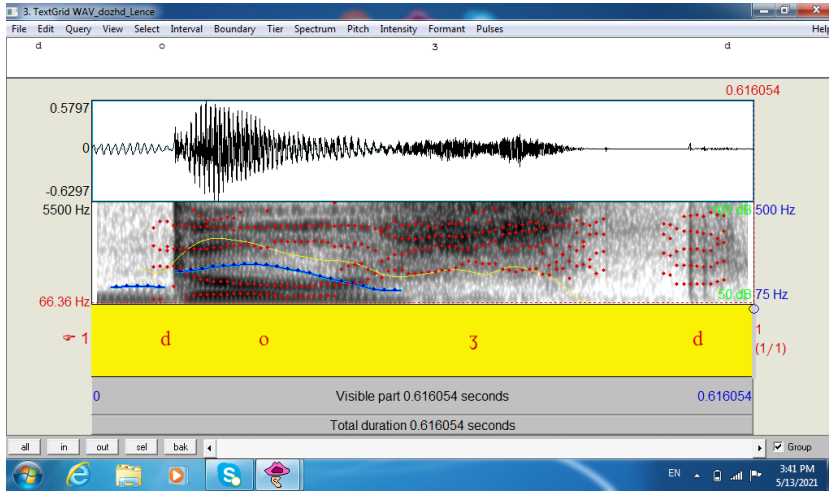 3. TextGrid WAV_dozhd_Lence
File Edit Query View Select Interval Boundary Tier Spectrum Pitch Intensity Formant Pulses Help
d o ʒ d
0.616054
0.5797
0
-0.6297
5500 Hz
500 Hz
66.36 Hz
50 dB 75 Hz
☞ 1 d o ʒ d 1
(1/1)
0 Visible part 0.616054 seconds 0.616054
Total duration 0.616054 seconds
all in out sel bak Group
EN 3:41 PM
5/13/2021